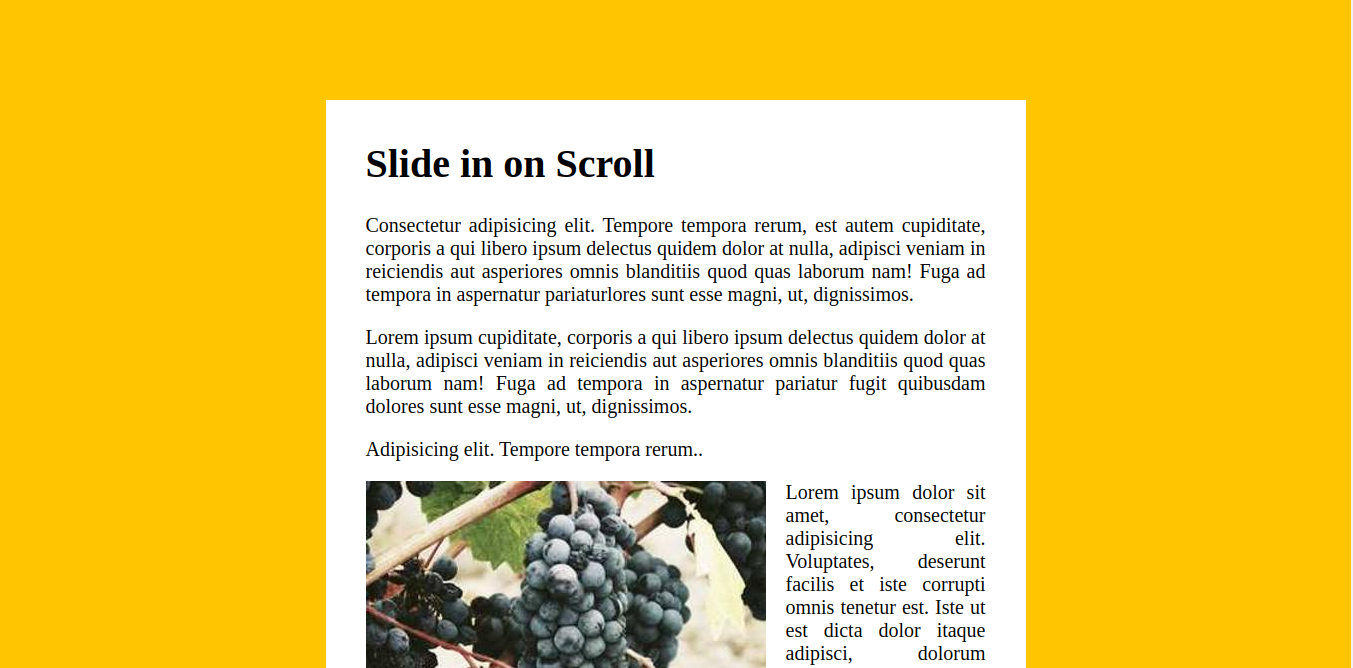 Slide in on Scroll
Consectetur adipisicing elit. Tempore tempora rerum, est autem cupiditate,
corporis a qui libero ipsum delectus quidem dolor at nulla, adipisci veniam in
reiciendis aut asperiores omnis blanditiis quod quas laborum nam! Fuga ad
tempora in aspernatur pariaturlores sunt esse magni, ut, dignissimos.
Lorem ipsum cupiditate, corporis a qui libero ipsum delectus quidem dolor at
nulla, adipisci veniam in reiciendis aut asperiores omnis blanditiis quod quas
laborum nam! Fuga ad tempora in aspernatur pariatur fugit quibusdam
dolores sunt esse magni, ut, dignissimos.
Adipisicing elit. Tempore tempora rerum..
Lorem ipsum dolor sit
amet, consectetur
adipisicing elit.
Voluptates, deserunt
facilis et iste corrupti
omnis tenetur est. Iste ut
est dicta dolor itaque
adipisci, dolorum